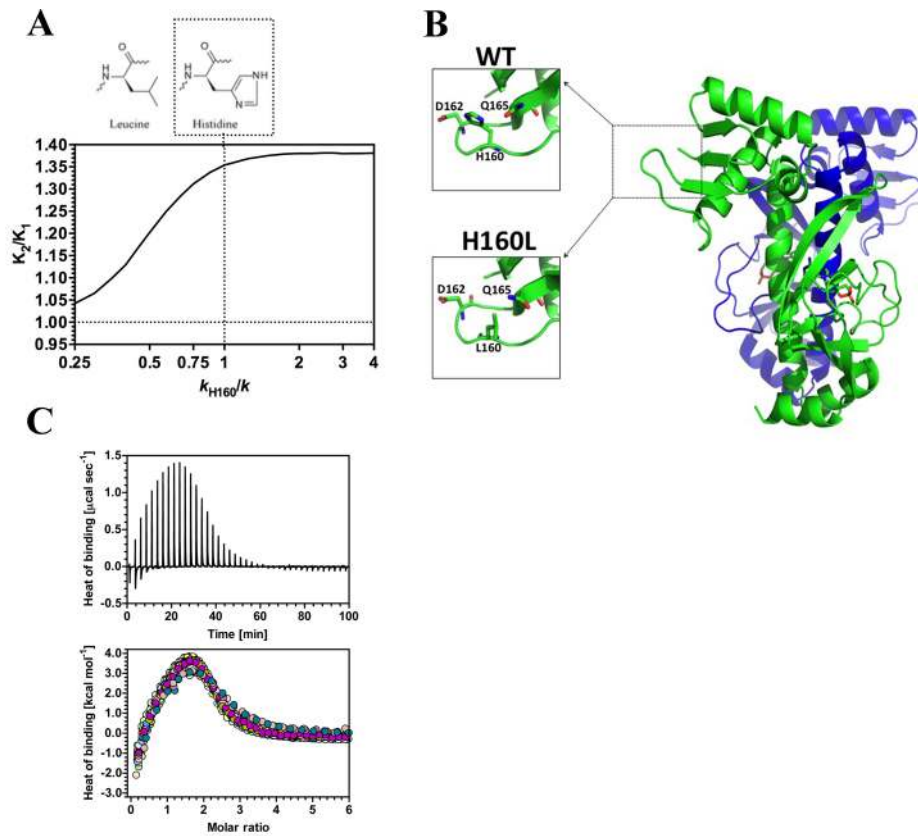 A
O
N
H
NH
N
Leucine
O
N
H
NH
N
Histidine
K2/K1
1.40
1.35
1.30
1.25
1.20
1.15
1.10
1.05
1.00
0.95
0.25 0.5 0.75 1 2 3 4
kH160/k
B
WT
D162 Q165
H160
H160L
D162 Q165
L160
C
Heat of binding [µcal sec⁻¹]
1.5
1.0
0.5
0.0
-0.5
0 20 40 60 80 100
Time [min]
Heat of binding [kcal mol⁻¹]
4.0
3.0
2.0
1.0
0.0
-1.0
-2.0
-3.0
0 1 2 3 4 5 6
Molar ratio